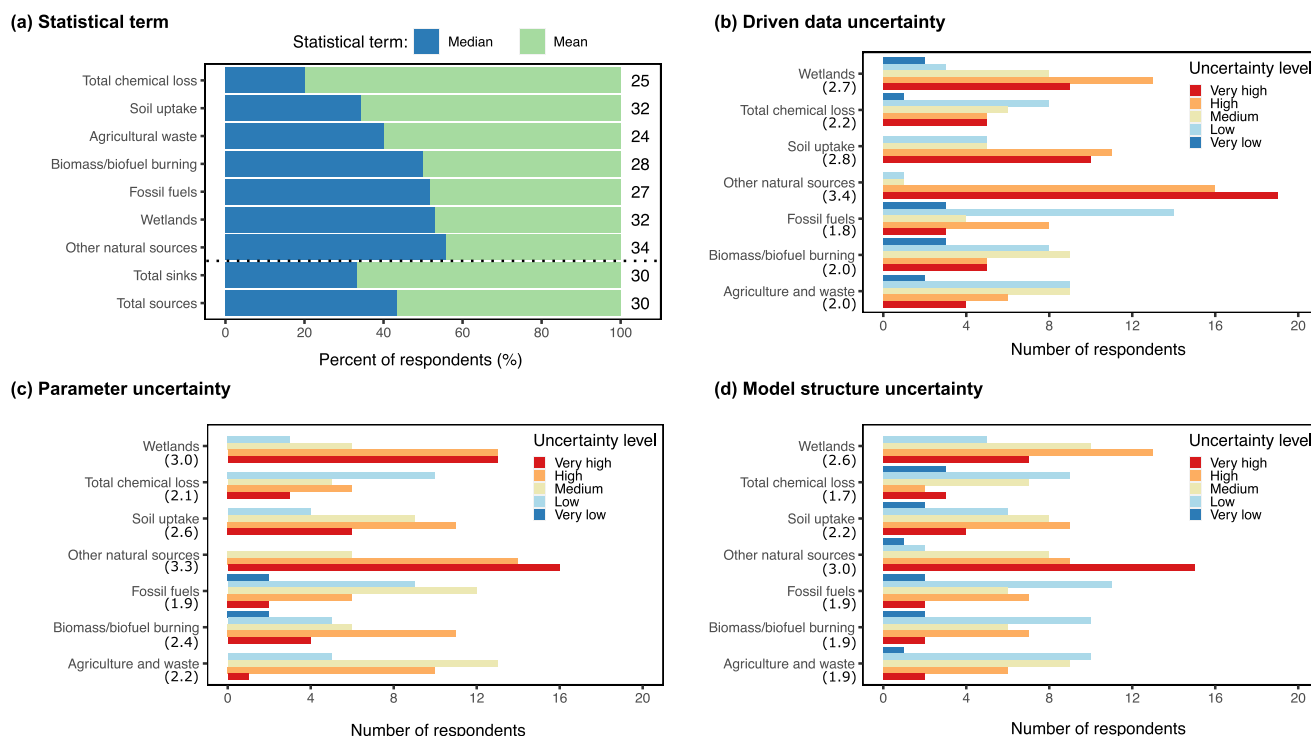 (a) Statistical term
Statistical term: Median Mean
Total chemical loss 25
Soil uptake 32
Agricultural waste 24
Biomass/biofuel burning 28
Fossil fuels 27
Wetlands 32
Other natural sources 34
Total sinks 30
Total sources 30
0 20 40 60 80 100
Percent of respondents (%)
(b) Driven data uncertainty
Uncertainty level
Very high
High
Medium
Low
Very low
Wetlands
(2.7)
Total chemical loss
(2.2)
Soil uptake
(2.8)
Other natural sources
(3.4)
Fossil fuels
(1.8)
Biomass/biofuel burning
(2.0)
Agriculture and waste
(2.0)
0 4 8 12 16 20
Number of respondents
(c) Parameter uncertainty
Uncertainty level
Very high
High
Medium
Low
Very low
Wetlands
(3.0)
Total chemical loss
(2.1)
Soil uptake
(2.6)
Other natural sources
(3.3)
Fossil fuels
(1.9)
Biomass/biofuel burning
(2.4)
Agriculture and waste
(2.2)
0 4 8 12 16 20
Number of respondents
(d) Model structure uncertainty
Uncertainty level
Very high
High
Medium
Low
Very low
Wetlands
(2.6)
Total chemical loss
(1.7)
Soil uptake
(2.2)
Other natural sources
(3.0)
Fossil fuels
(1.9)
Biomass/biofuel burning
(1.9)
Agriculture and waste
(1.9)
0 4 8 12 16 20
Number of respondents